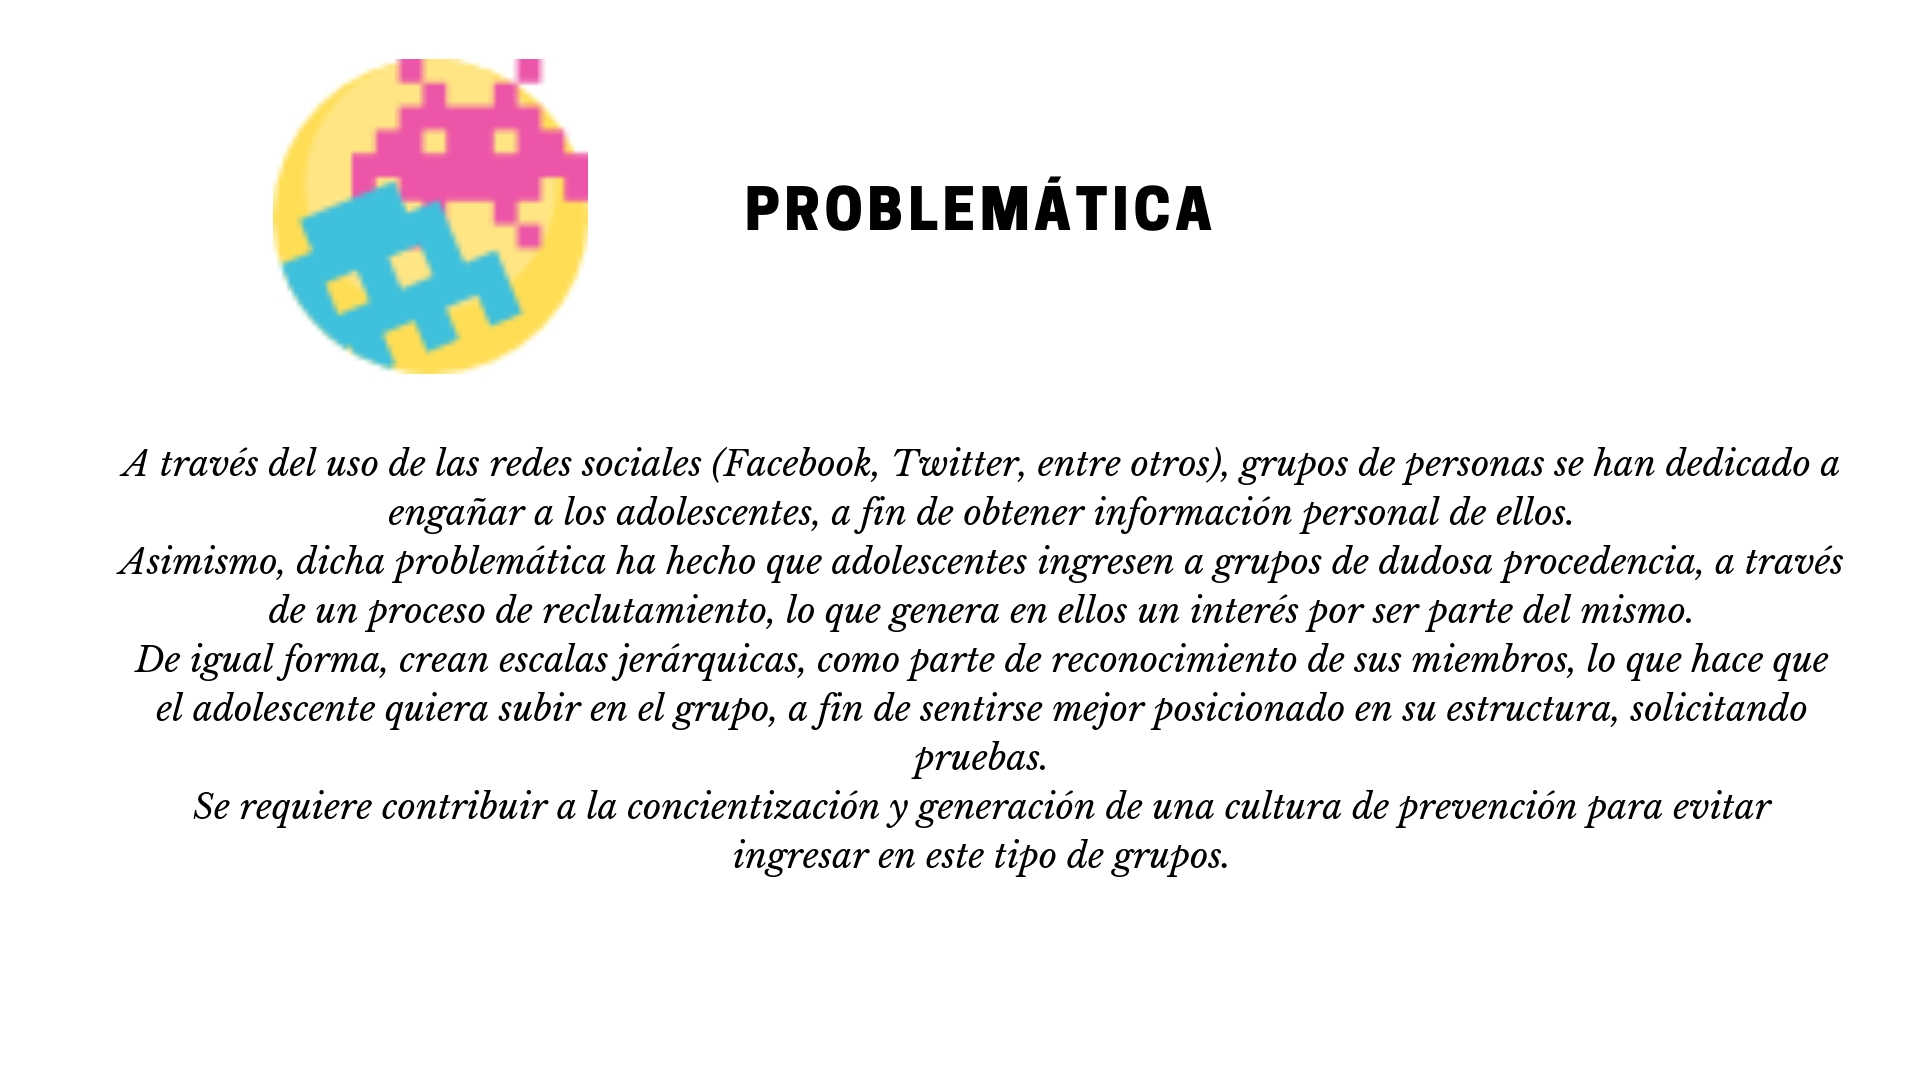 PROBLEMÁTICA
A través del uso de las redes sociales (Facebook, Twitter, entre otros), grupos de personas se han dedicado a
engañar a los adolescentes, a fin de obtener información personal de ellos.
Asimismo, dicha problemática ha hecho que adolescentes ingresen a grupos de dudosa procedencia, a través
de un proceso de reclutamiento, lo que genera en ellos un interés por ser parte del mismo.
De igual forma, crean escalas jerárquicas, como parte de reconocimiento de sus miembros, lo que hace que
el adolescente quiera subir en el grupo, a fin de sentirse mejor posicionado en su estructura, solicitando
pruebas.
Se requiere contribuir a la concientización y generación de una cultura de prevención para evitar
ingresar en este tipo de grupos.